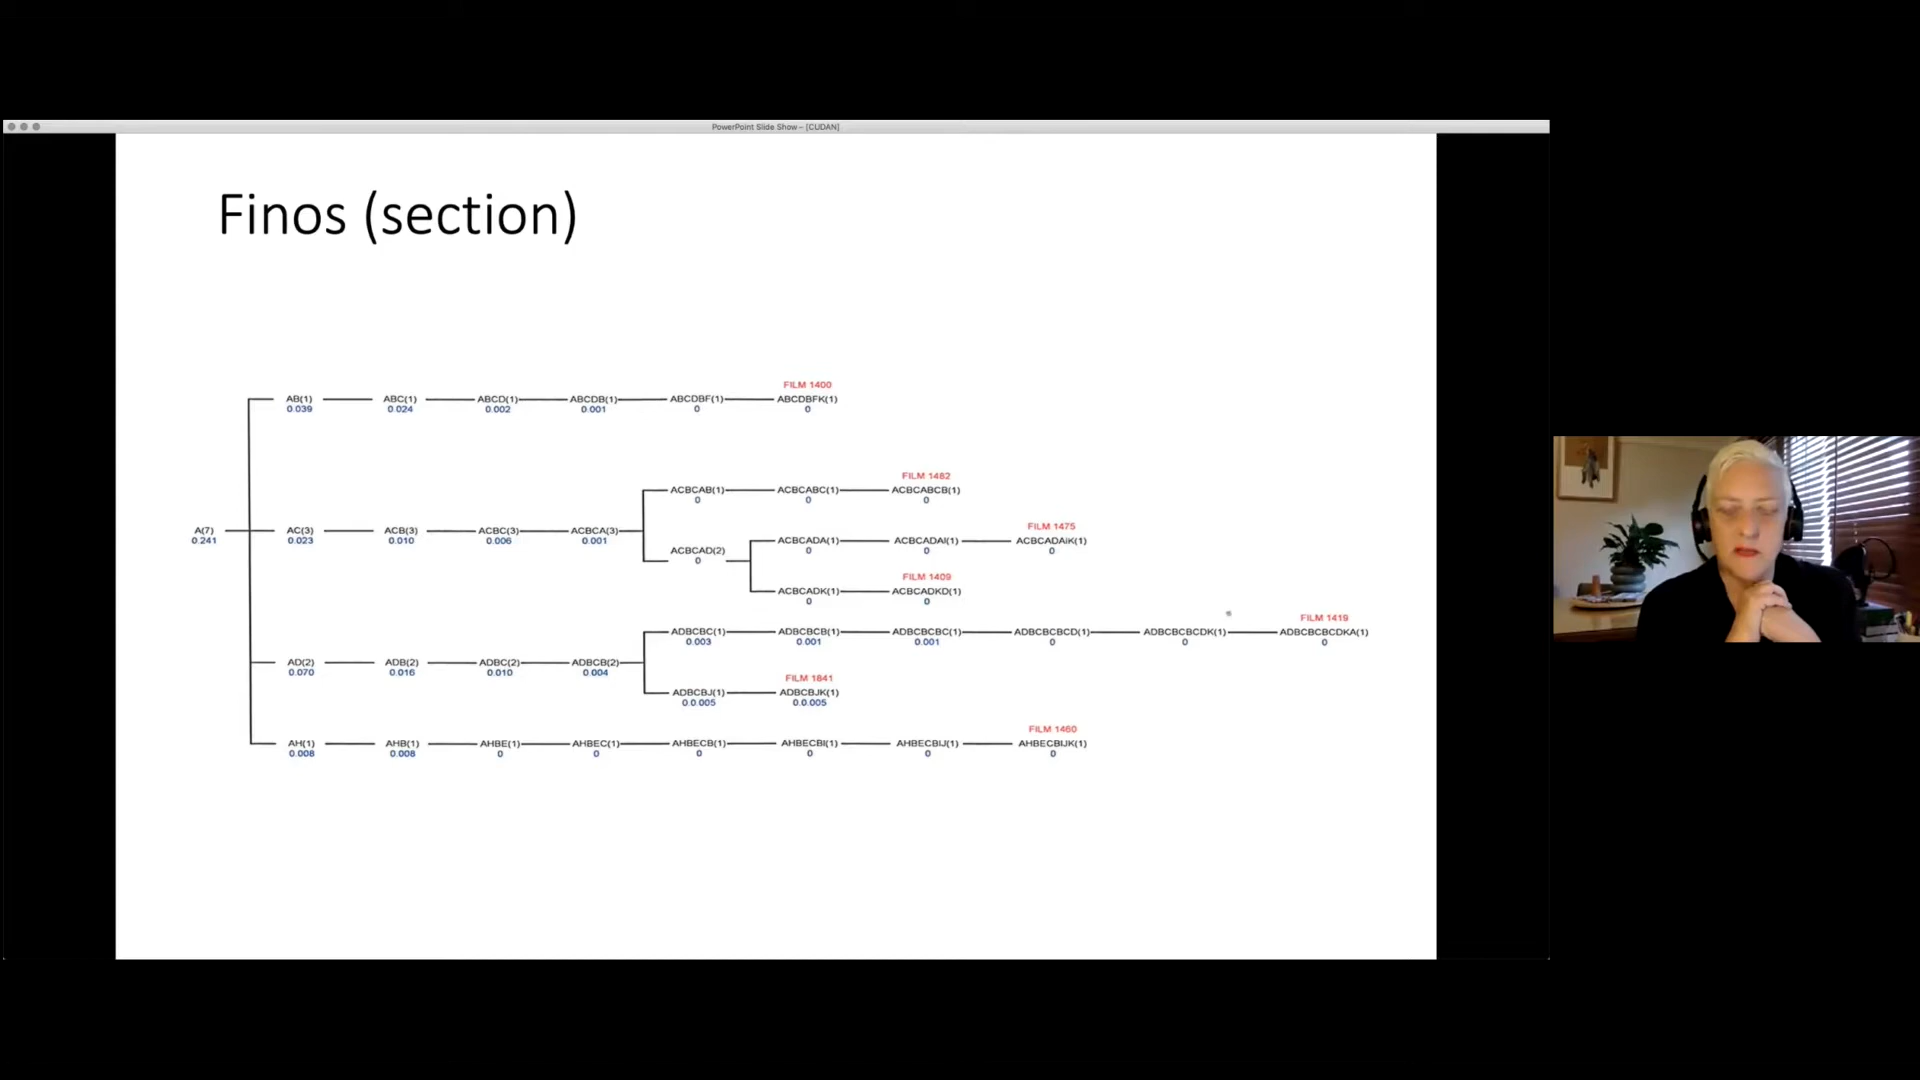 PowerPoint Slide Show - [CUDAN]
Finos (section)
FILM 1400
AB(1) ABC(1) ABCD(1) ABCDB(1) ABCDBF(1) ABCDBFK(1)
0.039 0.024 0.002 0.001 0 0
FILM 1482
ACBCAB(1) ACBCABC(1) ACBCABCB(1)
0 0 0
FILM 1475
A(7) AC(3) ACB(3) ACBC(3) ACBCA(3)
0.241 0.023 0.010 0.006 0.001
ACBCADA(1) ACBCADAI(1) ACBCADAIK(1)
0 0 0
ACBCAD(2)
0
FILM 1409
ACBCADK(1) ACBCADKD(1)
0 0
FILM 1419
ADBCBC(1) ADBCBCB(1) ADBCBCBC(1) ADBCBCBCD(1) ADBCBCBCDK(1) ADBCBCBCDKA(1)
0.003 0.001 0.001 0 0 0
AD(2) ADB(2) ADBC(2) ADBCB(2)
0.070 0.016 0.010 0.004
FILM 1841
ADBCBJ(1) ADBCBJK(1)
0.0.005 0.0.005
FILM 1460
AH(1) AHB(1) AHBE(1) AHBEC(1) AHBECB(1) AHBECBI(1) AHBECBIJ(1) AHBECBIJK(1)
0.008 0.008 0 0 0 0 0 0